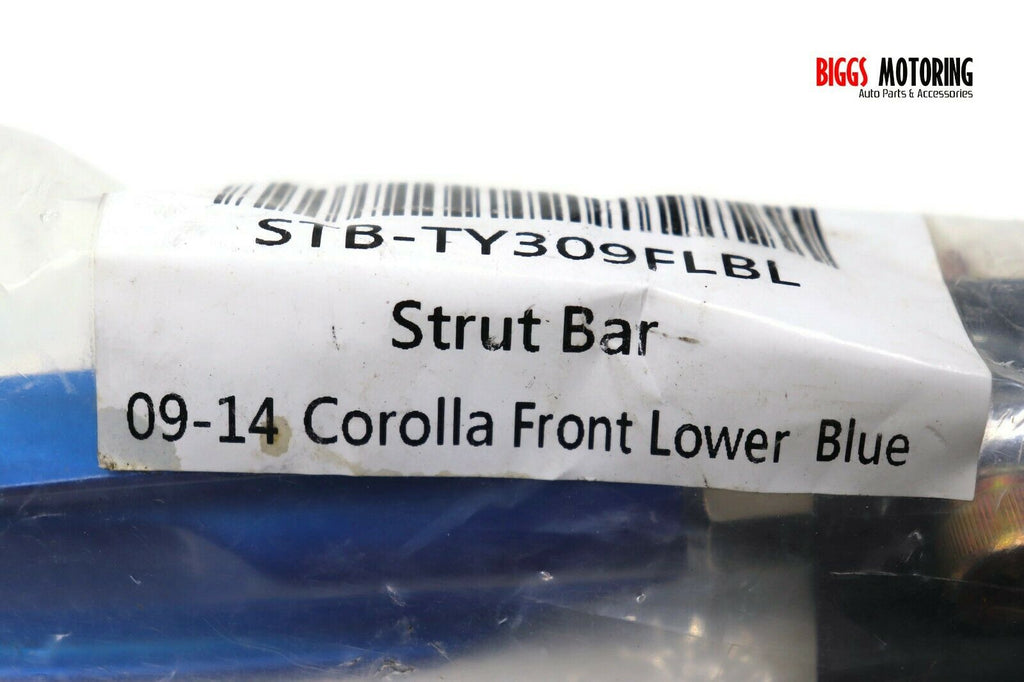 BIGGS MOTORING
Auto Parts & Accessories
STB-TY309FLBL
Strut Bar
09-14 Corolla Front Lower Blue